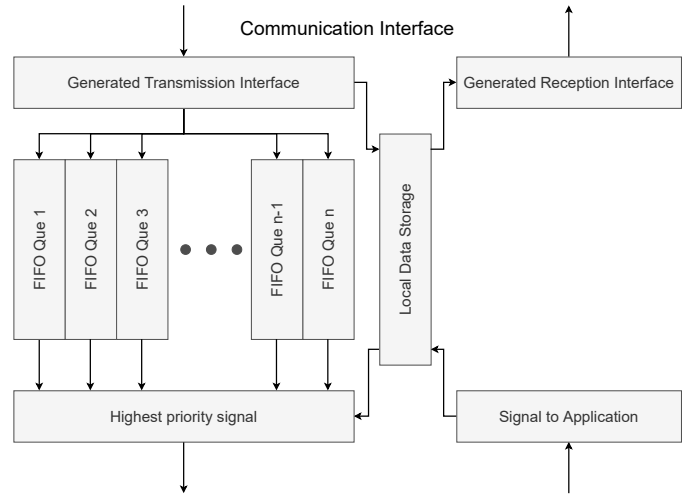 Communication Interface
Generated Transmission Interface
Generated Reception Interface
FIFO Que 1
FIFO Que 2
FIFO Que 3
FIFO Que n-1
FIFO Que n
Local Data Storage
Highest priority signal
Signal to Application